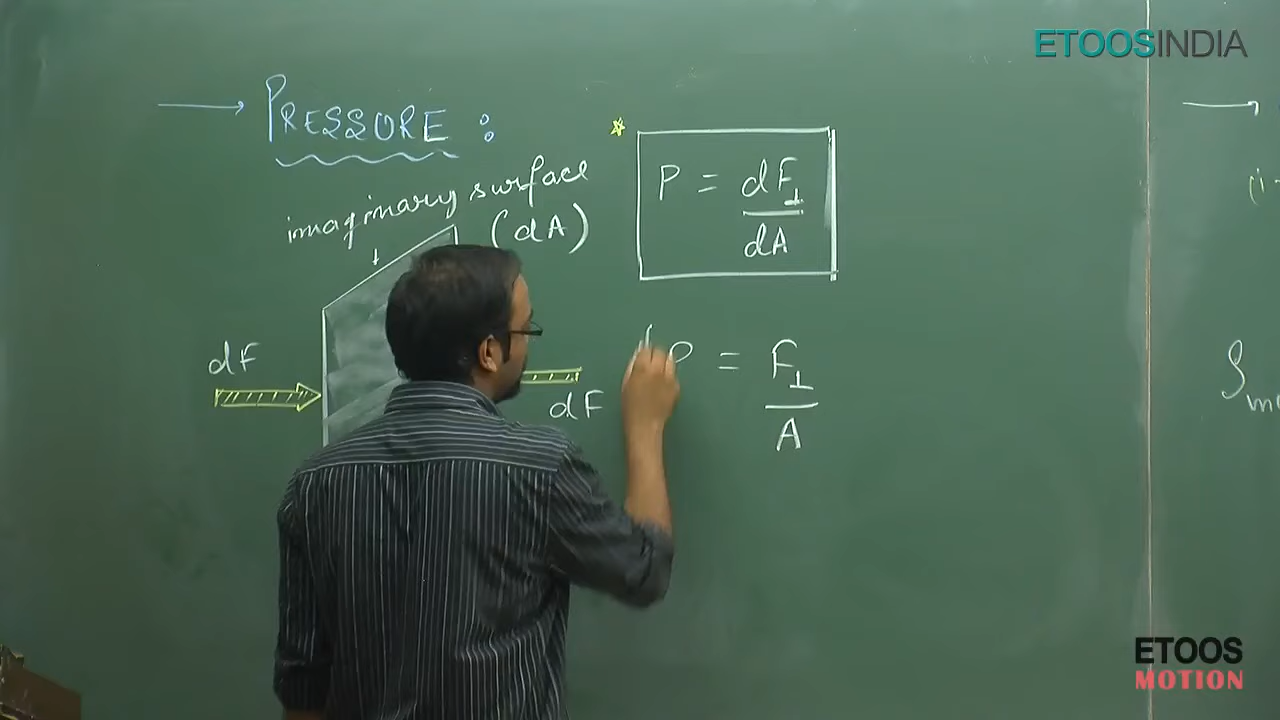 ETOOSINDIA
→ PRESSURE :
imaginary surface
(dA)
P = dF⊥
dA
dF
dF
P = F⊥
A
ETOOS
MOTION